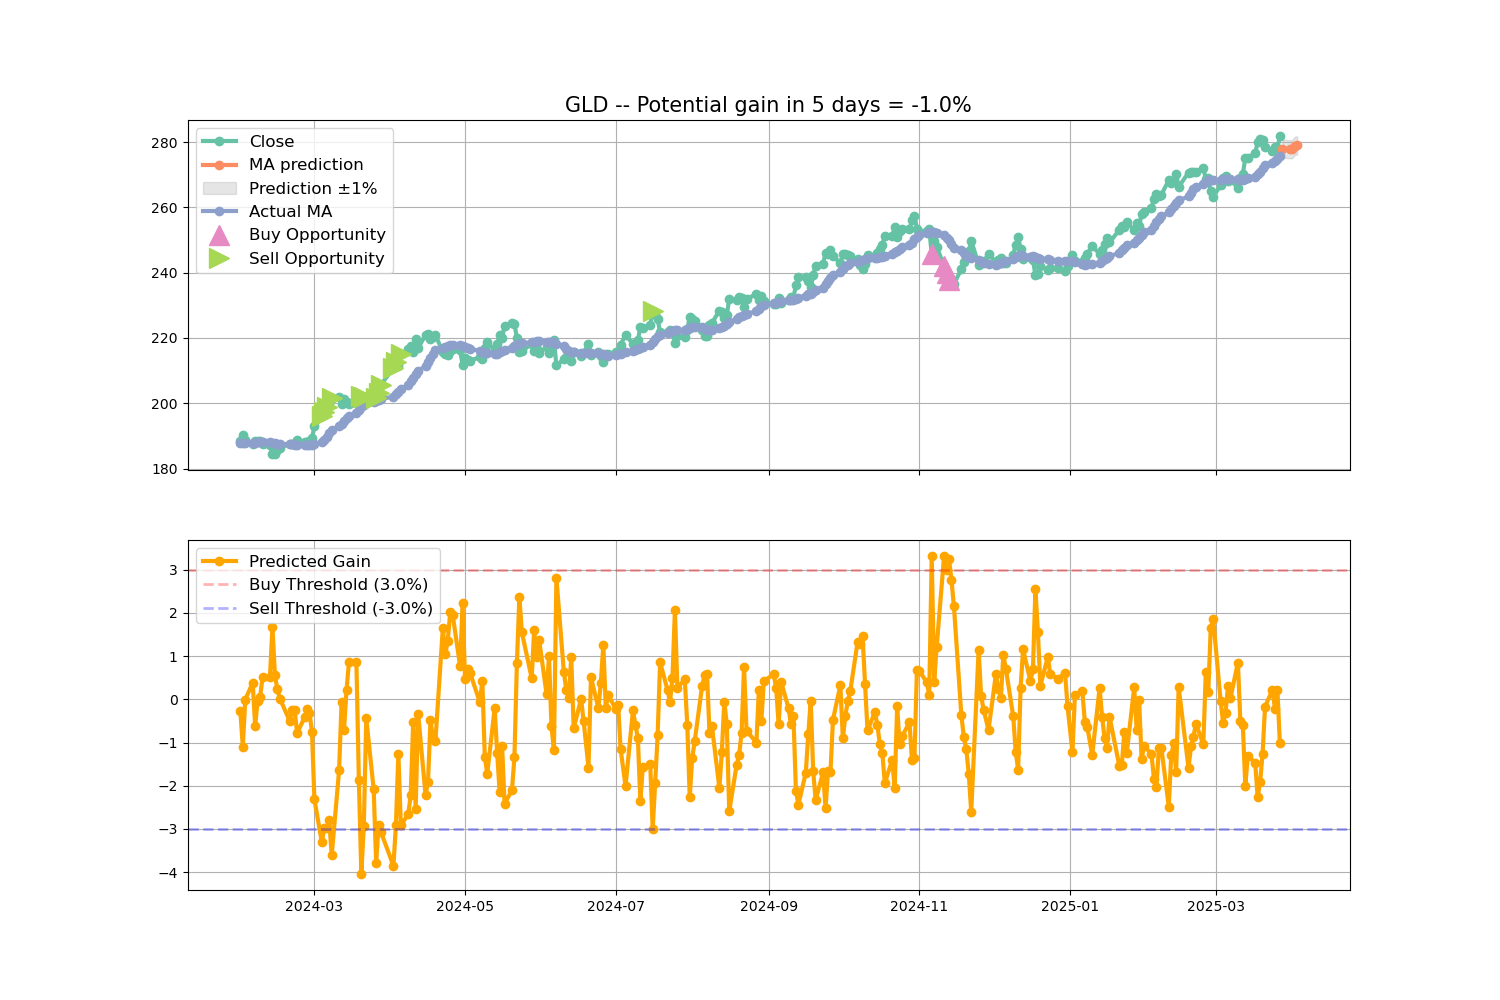 GLD -- Potential gain in 5 days = -1.0%
Close
MA prediction
Prediction ±1%
Actual MA
Buy Opportunity
Sell Opportunity
280
260
240
220
200
180
Predicted Gain
Buy Threshold (3.0%)
Sell Threshold (-3.0%)
3
2
1
0
−1
−2
−3
−4
2024-03 2024-05 2024-07 2024-09 2024-11 2025-01 2025-03